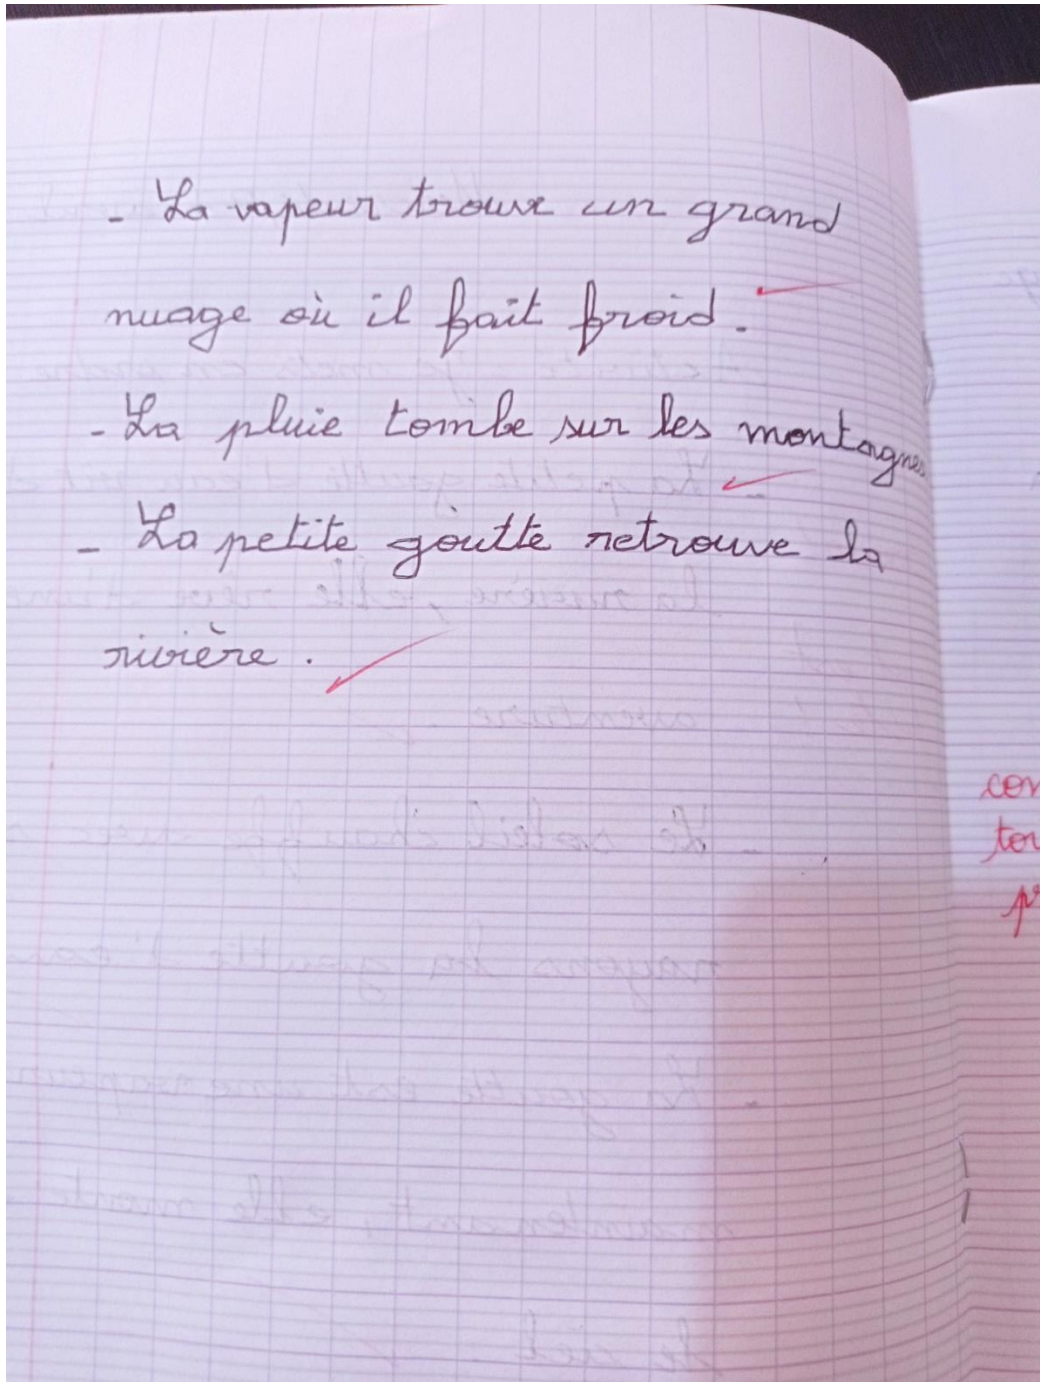 - La vapeur trouve un grand
nuage où il fait froid.
- La pluie tombe sur les montagnes
- La petite goutte retrouve la
rivière.